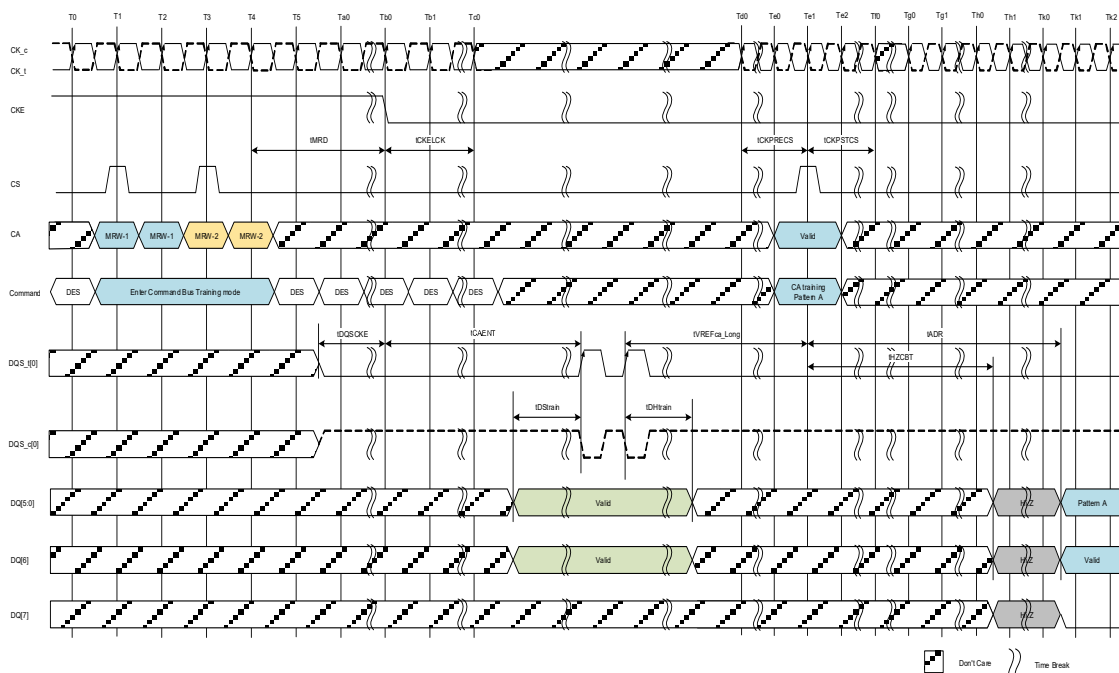 T0 T1 T2 T3 T4 T5 Ta0 Tb0 Tb1 Tc0 Td0 Te0 Te1 Te2 Tf0 Tg0 Tg1 Th0 Th1 Tk0 Tk1 Tk2
CK_c
CK_t
CKE
tMRD tCKELCK tCKPRECS tCKPSTCS
CS
CA MRW-1 MRW-1 MRW-2 MRW-2 Valid
Command DES Enter Command Bus Training mode DES DES DES DES DES CA training
Pattern A
tDQSCKE tCAENT tVREFca_Long tADR
tHZCBT
DQS_t[0]
tDStrain tDHtrain
DQS_c[0]
DQ[5:0] Valid Hi-Z Pattern A
DQ[6] Valid Hi-Z Valid
DQ[7] Hi-Z
Don't Care Time Break